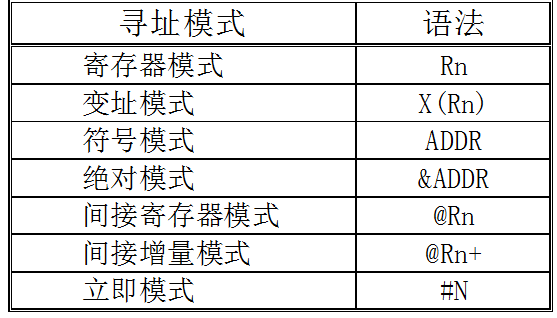 寻址模式 语法
寄存器模式 Rn
变址模式 X(Rn)
符号模式 ADDR
绝对模式 &ADDR
间接寄存器模式 @Rn
间接增量模式 @Rn+
立即模式 #N